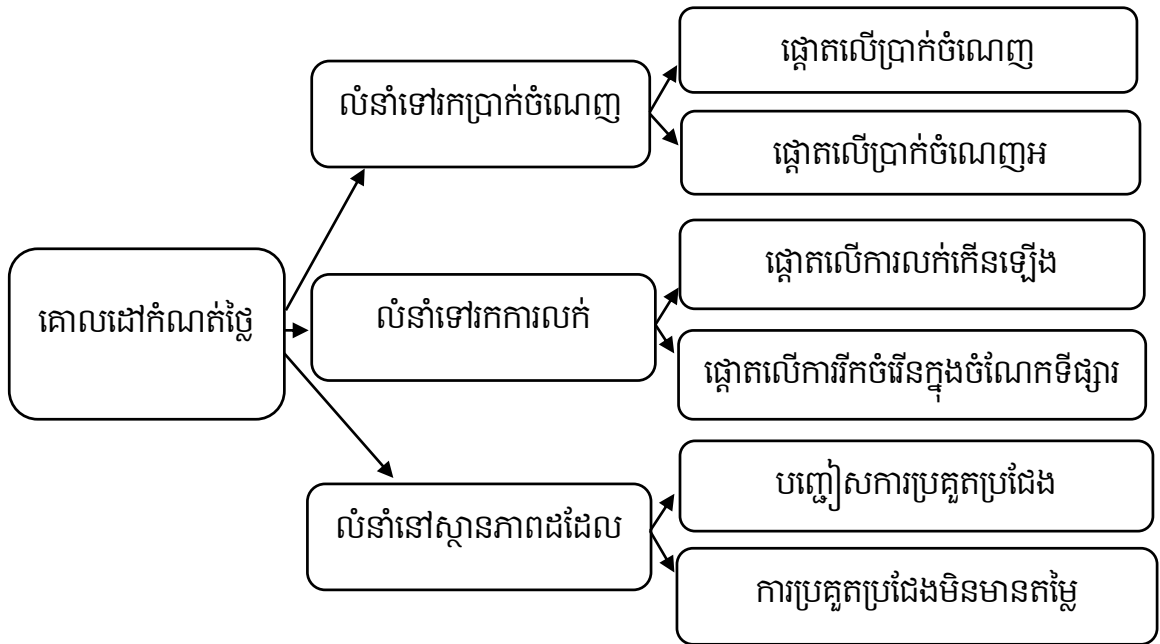 គោលដៅកំណត់ថ្លៃ
លំនាំទៅរកប្រាក់ចំណេញ
ផ្តោតលើប្រាក់ចំណេញ
ផ្តោតលើប្រាក់ចំណេញអ
លំនាំទៅរកការលក់
ផ្តោតលើការលក់កើនឡើង
ផ្តោតលើការរីកចំរើនក្នុងចំណែកទីផ្សារ
លំនាំនៅស្ថានភាពដដែល
បញ្ជៀសការប្រគួតប្រជែង
ការប្រគួតប្រជែងមិនមានតម្លៃ